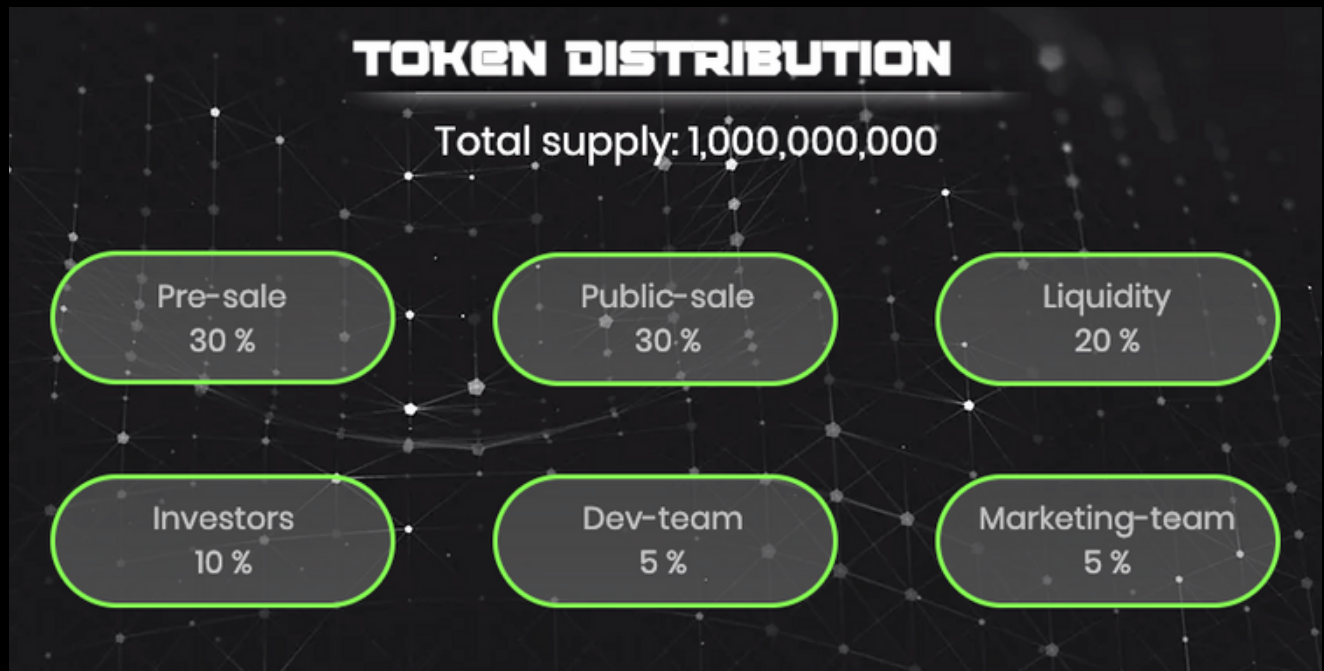 TOKEN DISTRIBUTION
Total supply: 1,000,000,000
Pre-sale
30 %
Public-sale
30 %
Liquidity
20 %
Investors
10 %
Dev-team
5 %
Marketing-team
5 %